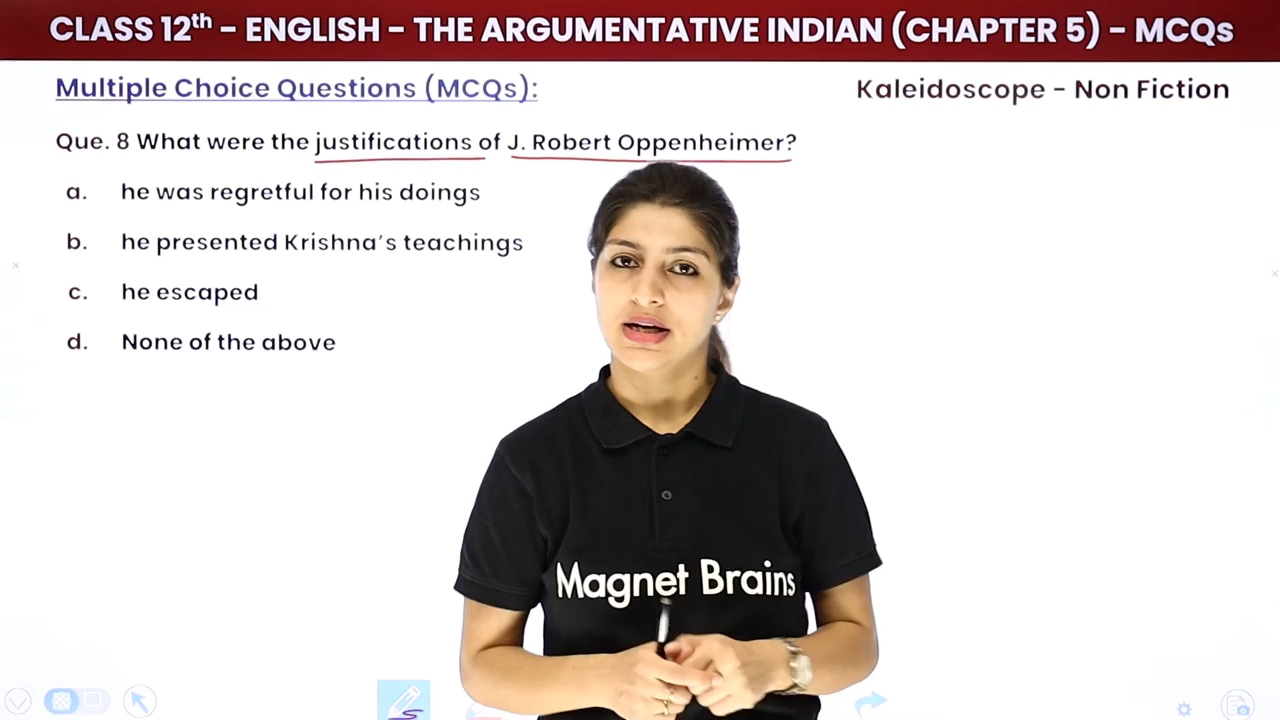 CLASS 12th – ENGLISH – THE ARGUMENTATIVE INDIAN (CHAPTER 5) – MCQs
Multiple Choice Questions (MCQs):
Kaleidoscope - Non Fiction
Que. 8 What were the justifications of J. Robert Oppenheimer?
a. he was regretful for his doings
b. he presented Krishna's teachings
c. he escaped
d. None of the above
Magnet Brains